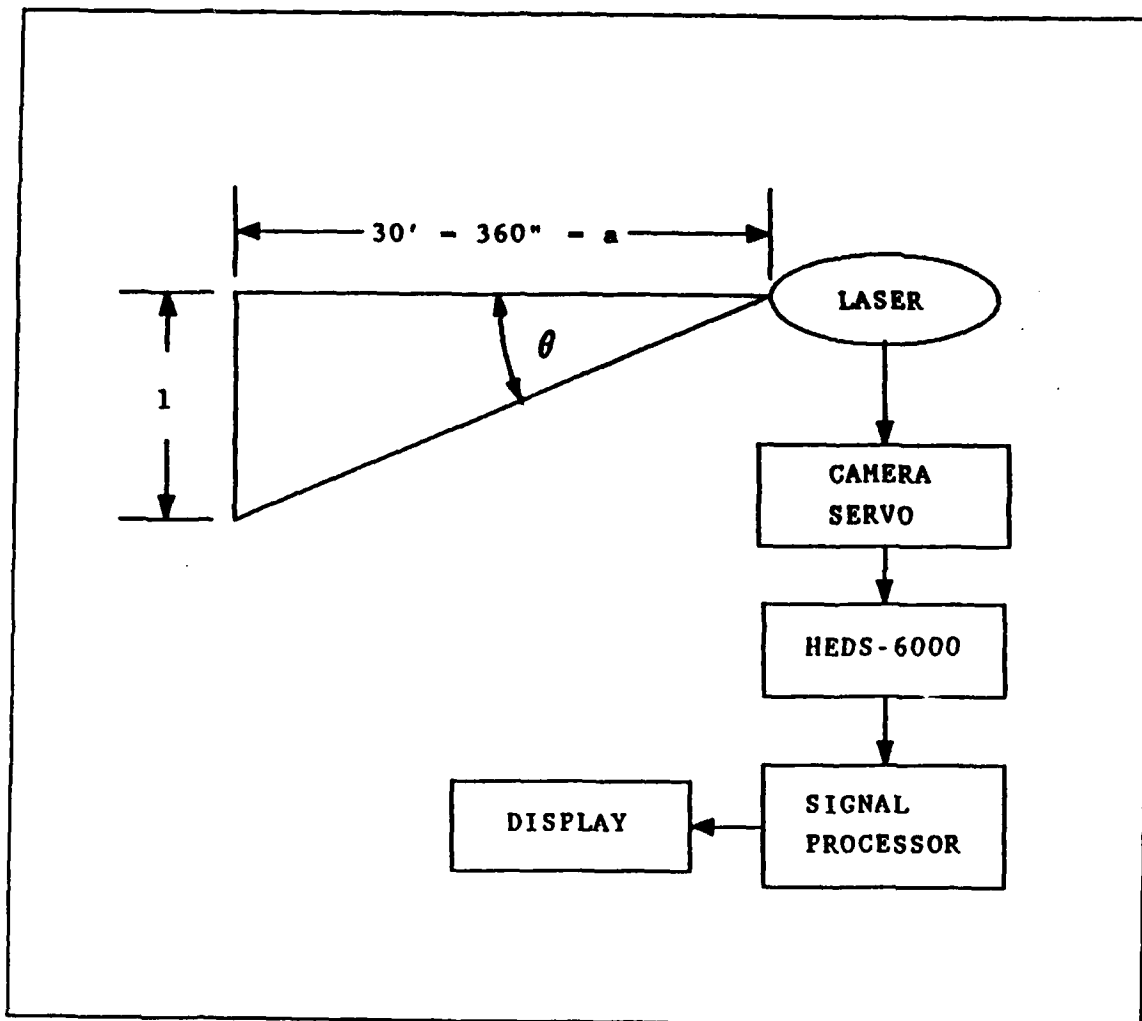 30' - 360" - a
LASER
θ
1
CAMERA
SERVO
HEDS-6000
SIGNAL
PROCESSOR
DISPLAY